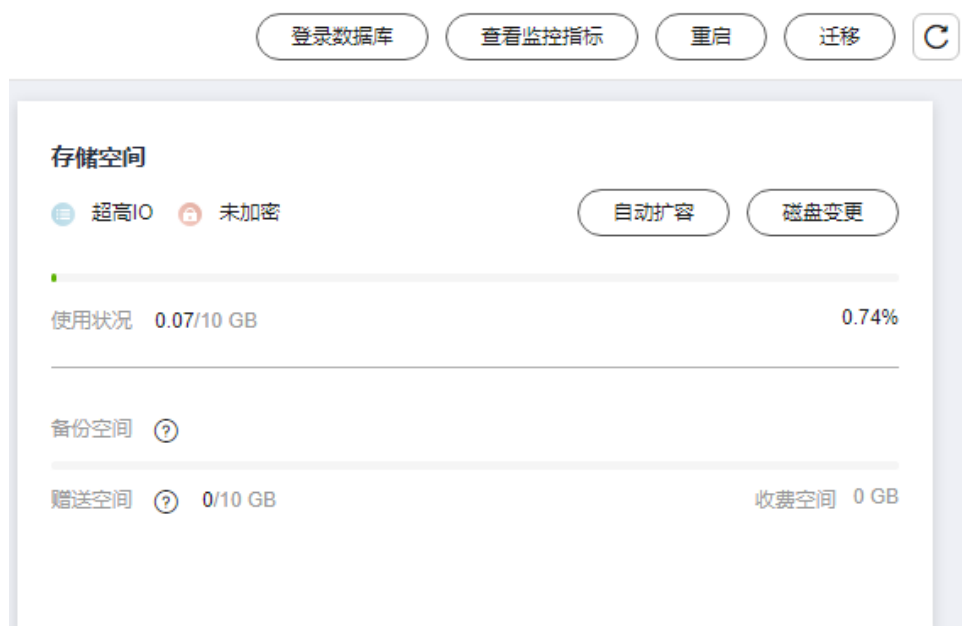 登录数据库 查看监控指标 重启 迁移
存储空间
超高IO 未加密 自动扩容 磁盘变更
使用状况 0.07/10 GB 0.74%
备份空间 ?
赠送空间 ? 0/10 GB 收费空间 0 GB